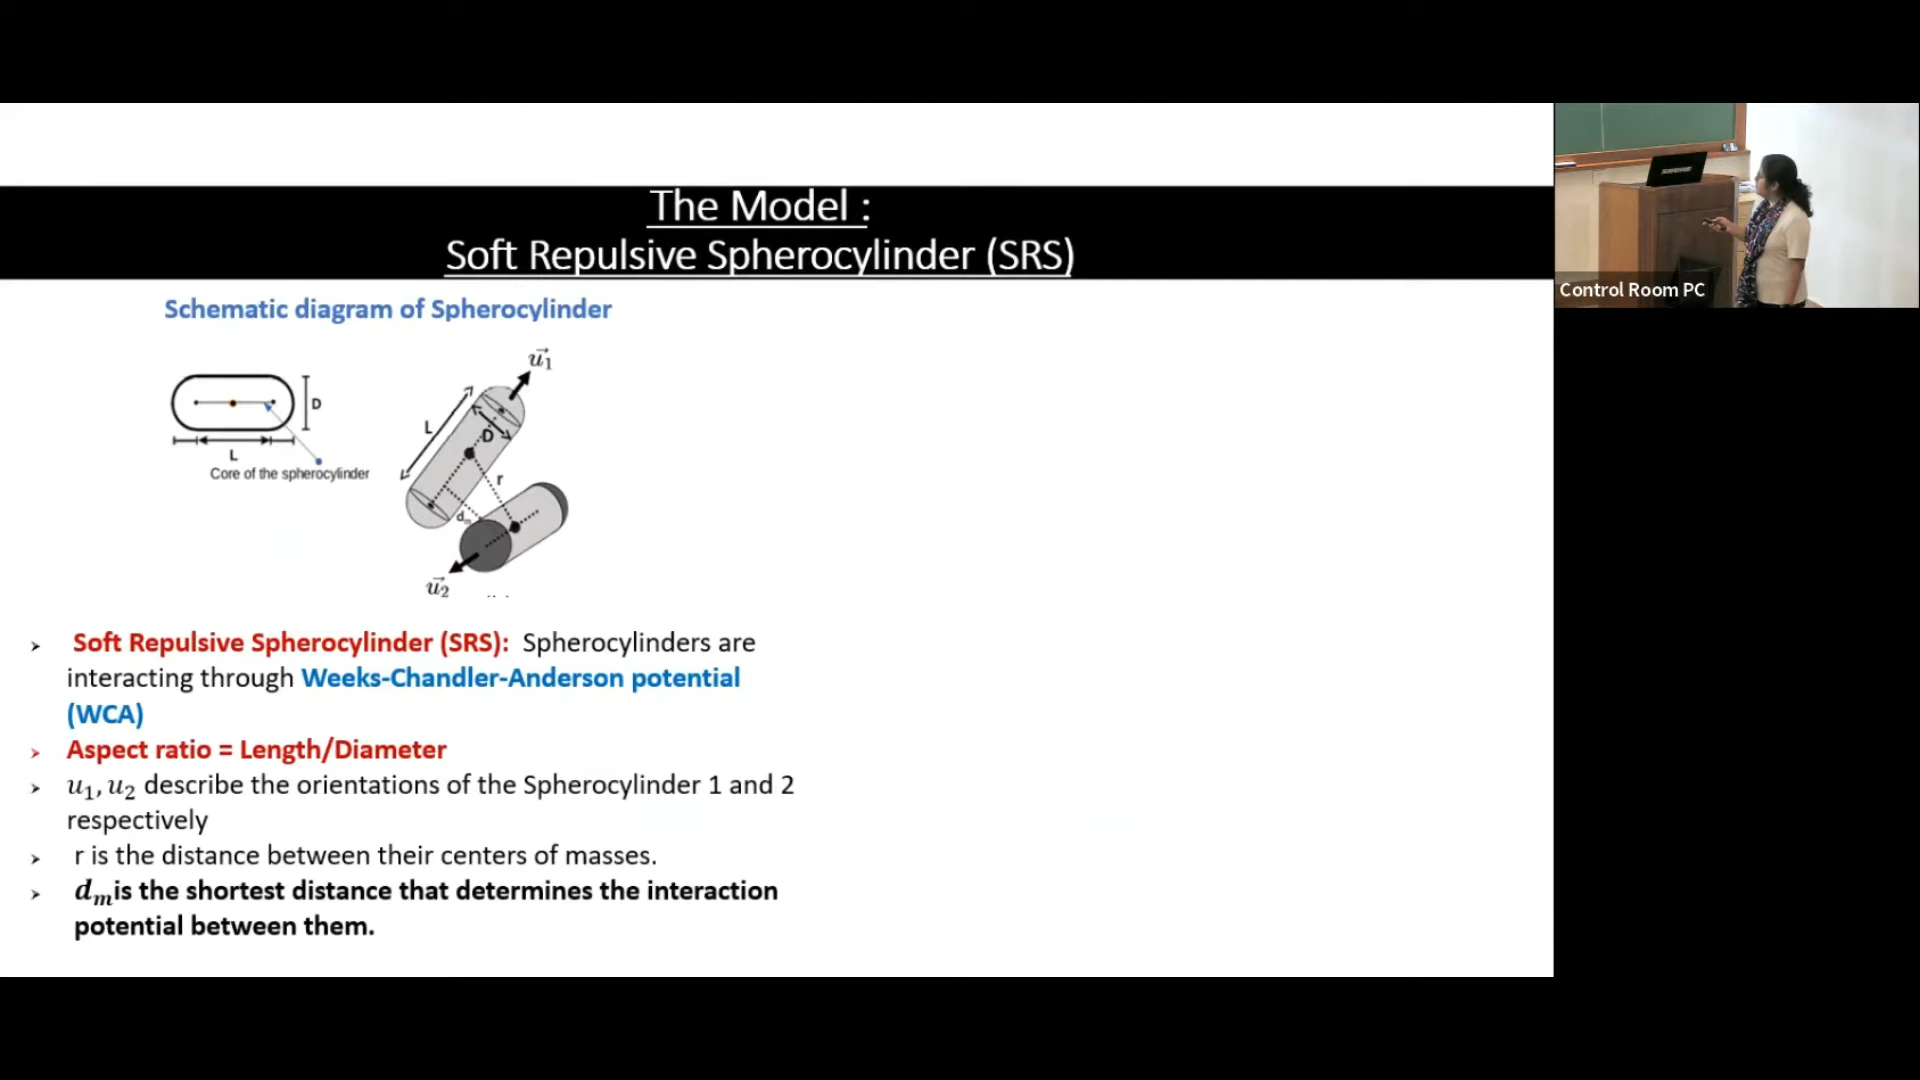 The Model :
Soft Repulsive Spherocylinder (SRS)
Control Room PC
Schematic diagram of Spherocylinder
D
L
Core of the spherocylinder
u⃗₁
L
D
r
dₘ
u⃗₂
➤ Soft Repulsive Spherocylinder (SRS): Spherocylinders are
interacting through Weeks-Chandler-Anderson potential
(WCA)
➤ Aspect ratio = Length/Diameter
➤ u₁, u₂ describe the orientations of the Spherocylinder 1 and 2
respectively
➤ r is the distance between their centers of masses.
➤ dₘis the shortest distance that determines the interaction
potential between them.